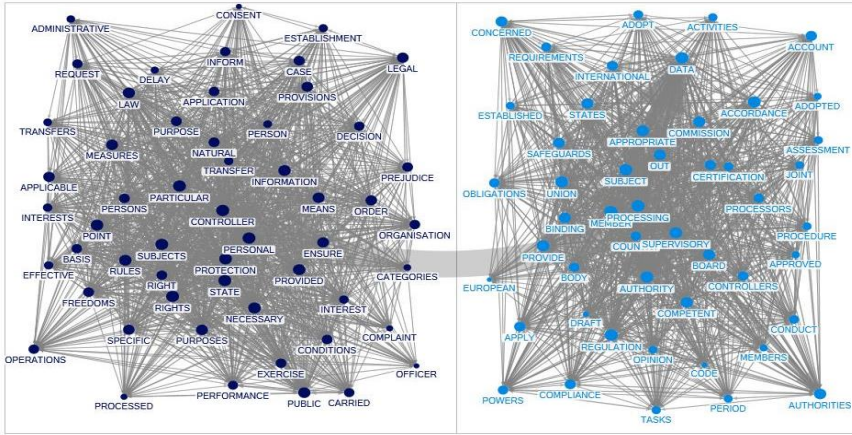 CONSENT
ADMINISTRATIVE
ESTABLISHMENT
INFORM
CASE
LEGAL
REQUEST
DELAY
LAW
APPLICATION
PROVISIONS
TRANSFERS
PURPOSE
PERSON
DECISION
MEASURES
NATURAL
TRANSFER
PREJUDICE
APPLICABLE
PARTICULAR
INFORMATION
INTERESTS
PERSONS
MEANS
ORDER
CONTROLLER
POINT
ORGANISATION
SUBJECTS
PERSONAL
ENSURE
BASIS
RULES
PROTECTION
EFFECTIVE
RIGHT
STATE
PROVIDED
CATEGORIES
FREEDOMS
RIGHTS
NECESSARY
INTEREST
SPECIFIC
PURPOSES
CONDITIONS
COMPLAINT
OPERATIONS
EXERCISE
OFFICER
PROCESSED
PERFORMANCE
PUBLIC
CARRIED
CONCERNED
ADOPT
ACTIVITIES
ACCOUNT
REQUIREMENTS
INTERNATIONAL
DATA
ESTABLISHED
STATES
ACCORDANCE
ADOPTED
SAFEGUARDS
APPROPRIATE
COMMISSION
ASSESSMENT
OUT
SUBJECT
CERTIFICATION
JOINT
OBLIGATIONS
UNION
PROCESSORS
BINDING
MEMBER
PROCESSING
PROCEDURE
PROVIDE
COUN
SUPERVISORY
BOARD
APPROVED
EUROPEAN
BODY
AUTHORITY
CONTROLLERS
DRAFT
COMPETENT
CONDUCT
APPLY
REGULATION
OPINION
MEMBERS
CODE
POWERS
COMPLIANCE
AUTHORITIES
TASKS
PERIOD